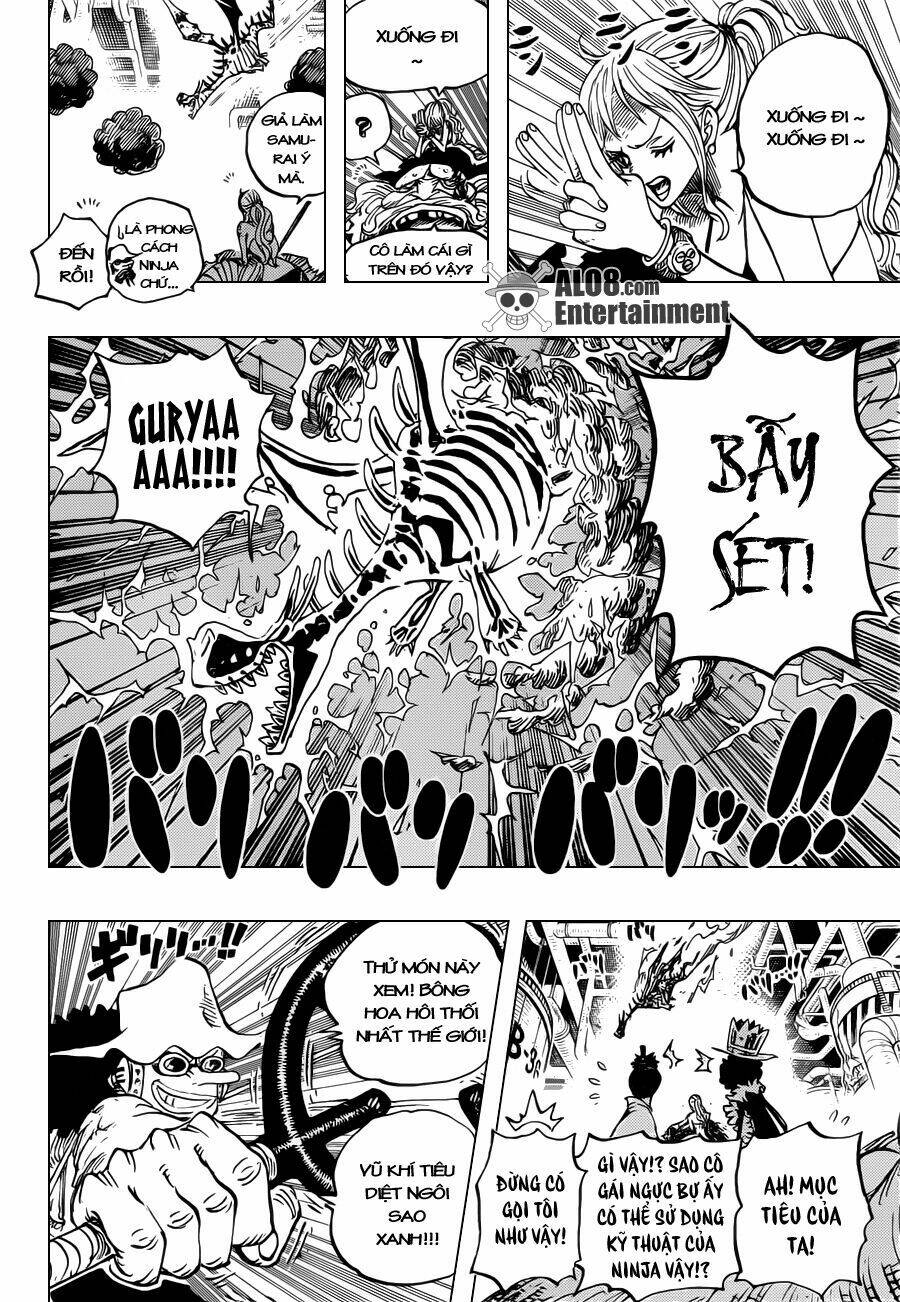 XUỐNG ĐI ~
XUỐNG ĐI ~
XUỐNG ĐI
~
?
CÔ LÀM CÁI GÌ
TRÊN ĐÓ VẬY?
GIẢ LÀM
SAMU-
RAI Ý
MÀ.
LÀ PHONG
CÁCH
NINJA
CHỨ...
ĐẾN
RỒI!
ALO8.com
Entertainment
BẪY
SÉT!
GURYAA
AAA!!!!
バリバリバリッ!!!
AH! MỤC
TIÊU CỦA
TA!
GÌ VẬY!? SAO CÔ
GÁI NGỰC BỰ ẤY
CÓ THỂ SỬ DỤNG
KỸ THUẬT CỦA
NINJA VẬY!?
ĐỪNG CÓ
GỌI TÔI
NHƯ VẬY!
ギリリッ!!
THỬ MÓN NÀY
XEM! BÔNG
HOA HÔI THỐI
NHẤT THẾ GIỚI!
VŨ KHÍ TIÊU
DIỆT NGÔI
SAO
XANH!!!